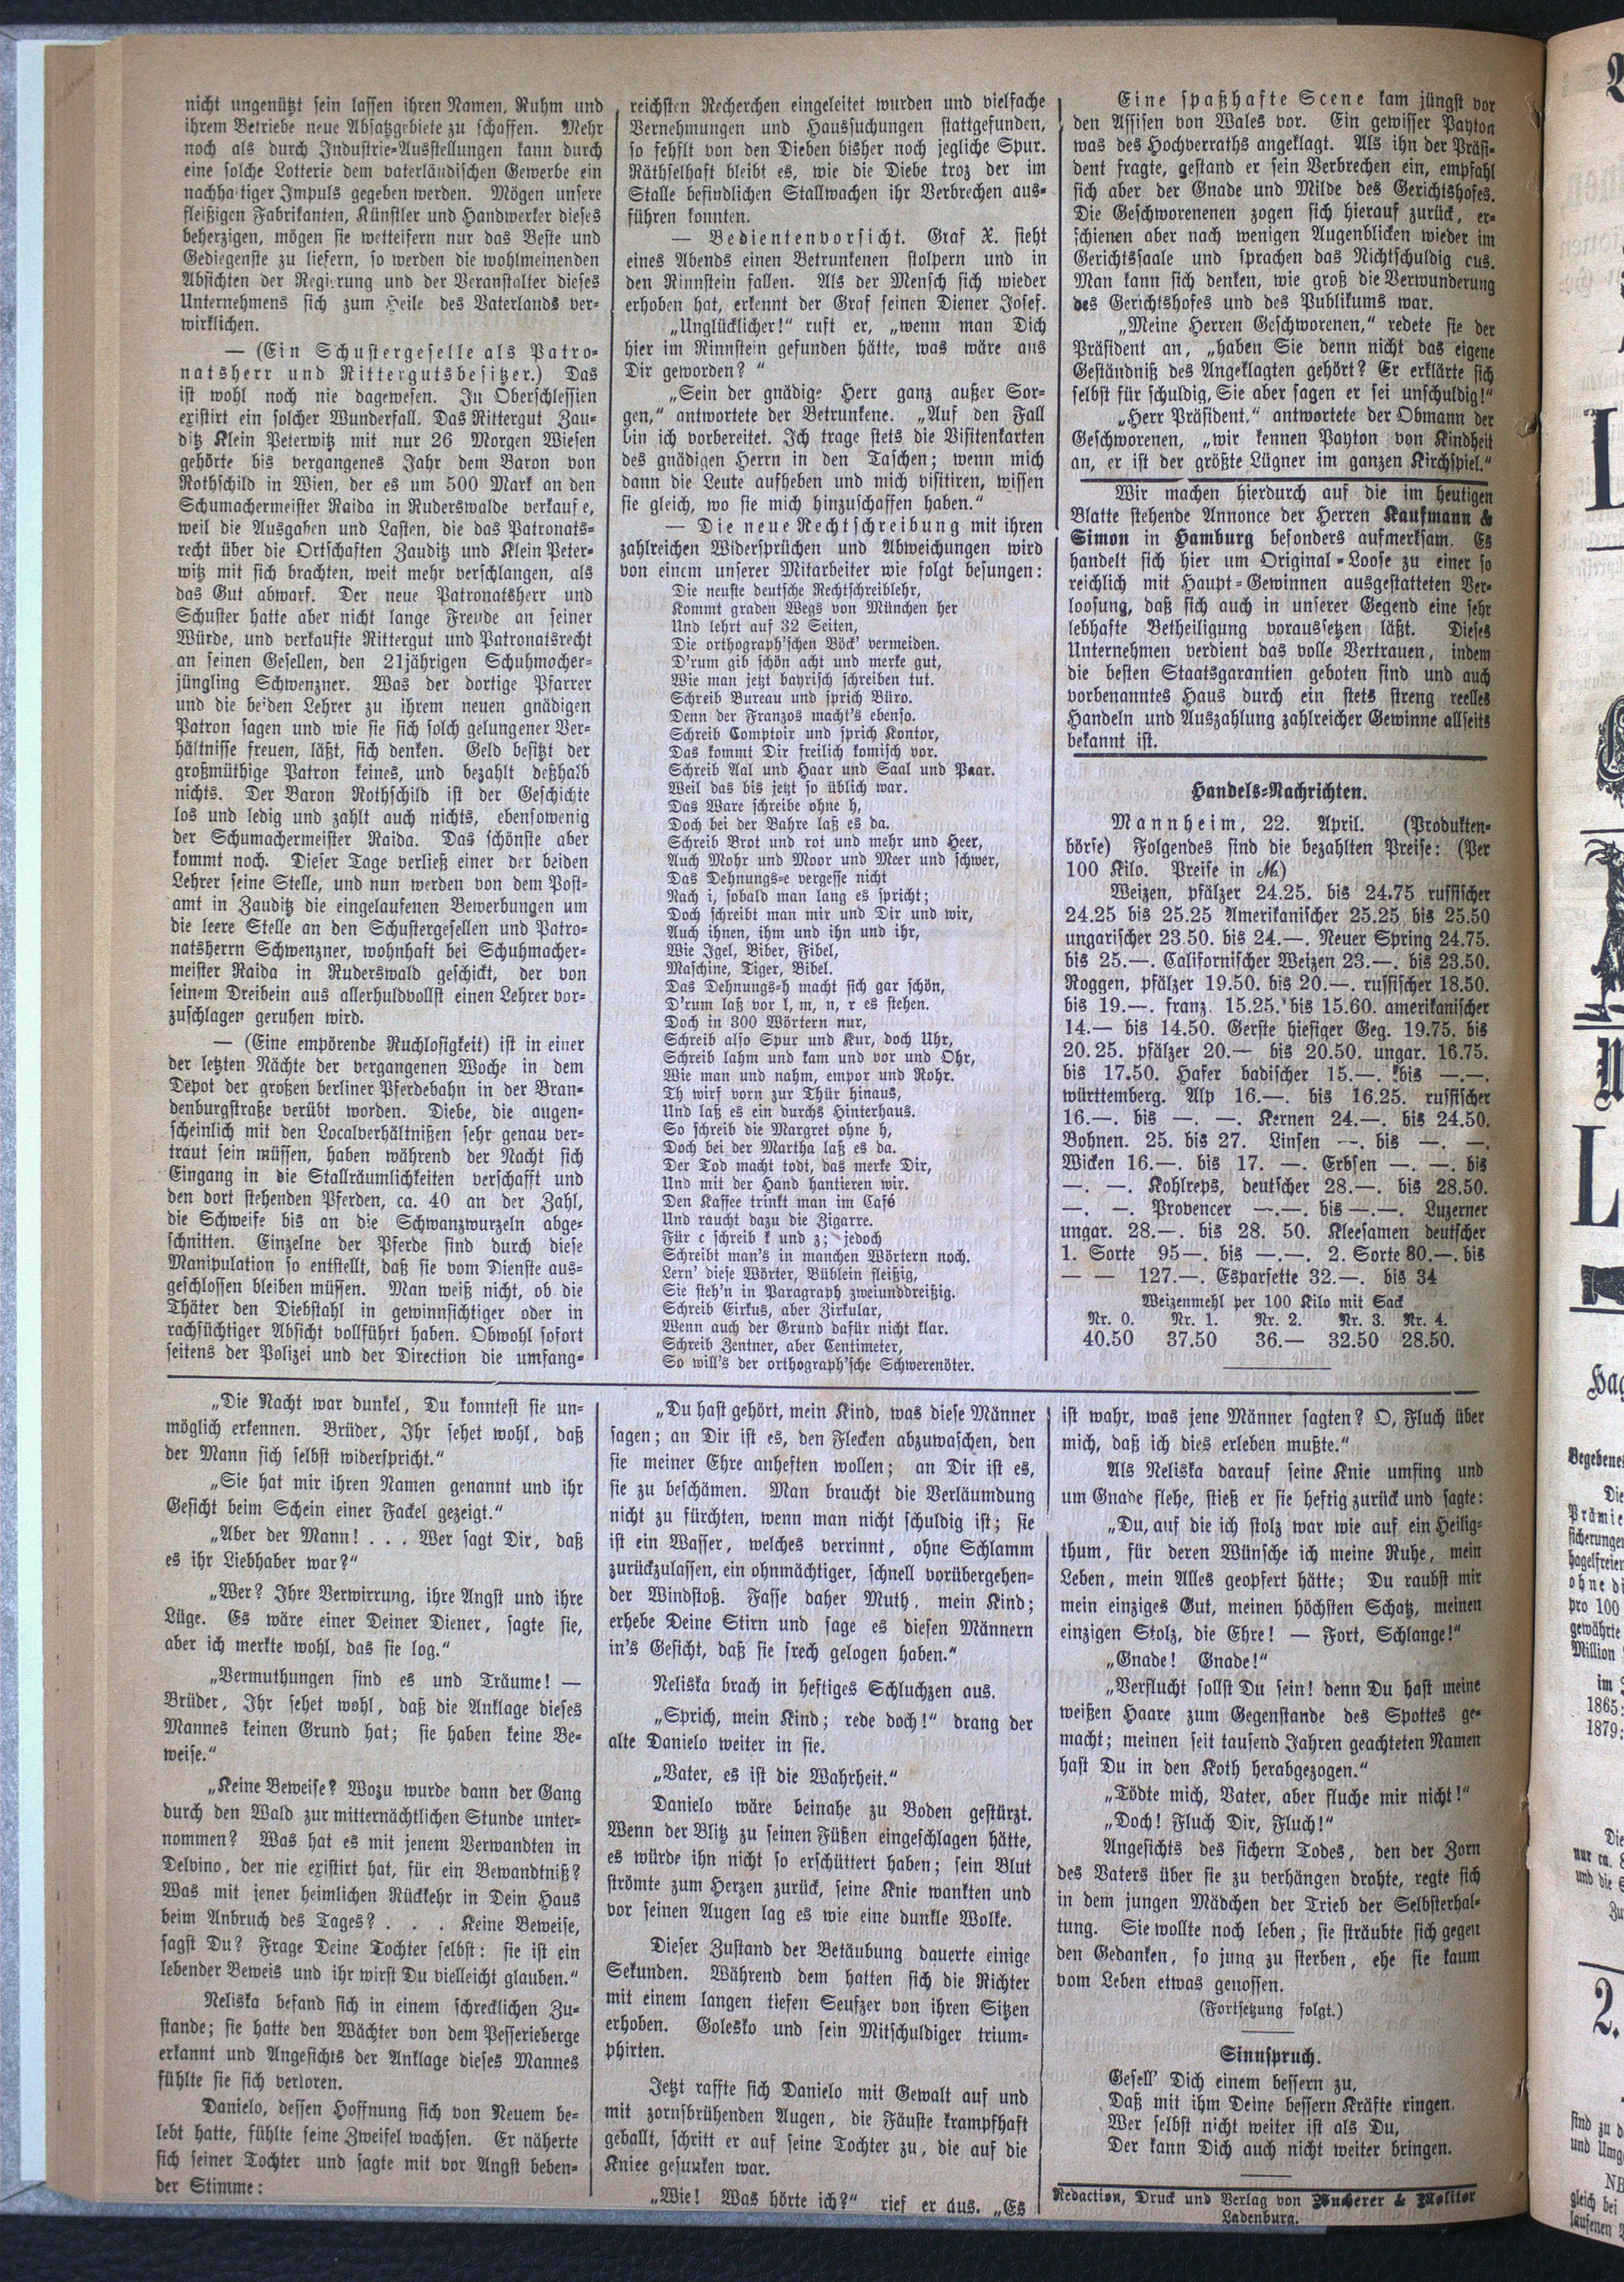 nicht ungenützt sein lassen ihren Namen, Ruhm und
ihrem Betriebe neue Absatzgebiete zu schaffen. Mehr
noch als durch Industrie-Ausstellungen kann durch
eine solche Lotterie dem vaterländischen Gewerbe ein
nachha tiger Impuls gegeben werden. Mögen unsere
fleißigen Fabrikanten, Künstler und Handwerker dieses
beherzigen, mögen sie wetteifern nur das Beste und
Gediegenste zu liefern, so werden die wohlmeinenden
Absichten der Regierung und der Veranstalter dieses
Unternehmens sich zum Heile des Vaterlands ver-
wirklichen.
— (Ein Schustergeselle als Patro-
natsherr und Rittergutsbesitzer.) Das
ist wohl noch nie dagewesen. In Oberschlesien
existirt ein solcher Wunderfall. Das Rittergut Zau-
ditz Klein Peterwitz mit nur 26 Morgen Wiesen
gehörte bis vergangenes Jahr dem Baron von
Rothschild in Wien, der es um 500 Mark an den
Schumachermeister Raida in Ruderswalde verkauf e,
weil die Ausgaben und Lasten, die das Patronats-
recht über die Ortschaften Zauditz und Klein Peter-
witz mit sich brachten, weit mehr verschlangen, als
das Gut abwarf. Der neue Patronatsherr und
Schuster hatte aber nicht lange Freude an seiner
Würde, und verkaufte Rittergut und Patronatsrecht
an seinen Gesellen, den 21jährigen Schuhmocher-
jüngling Schwenzner. Was der dortige Pfarrer
und die beiden Lehrer zu ihrem neuen gnädigen
Patron sagen und wie sie sich solch gelungener Ver-
hältnisse freuen, läßt, sich denken. Geld besitzt der
großmüthige Patron keines, und bezahlt deßhalb
nichts. Der Baron Rothschild ist der Geschichte
los und ledig und zahlt auch nichts, ebensowenig
der Schumachermeister Raida. Das schönste aber
kommt noch. Dieser Tage verließ einer der beiden
Lehrer seine Stelle, und nun werden von dem Post-
amt in Zauditz die eingelaufenen Bewerbungen um
die leere Stelle an den Schustergesellen und Patro-
natsherrn Schwenzner, wohnhaft bei Schuhmacher-
meister Raida in Ruderswald geschickt, der von
seinem Dreibein aus allerhuldvollst einen Lehrer vor-
zuschlagen geruhen wird.
— (Eine empörende Ruchlosigkeit) ist in einer
der letzten Nächte der vergangenen Woche in dem
Depot der großen berliner Pferdebahn in der Bran-
denburgstraße verübt worden. Diebe, die augen-
scheinlich mit den Localverhältnißen sehr genau ver-
traut sein müssen, haben während der Nacht sich
Eingang in die Stallräumlichkeiten verschafft und
den dort stehenden Pferden, ca. 40 an der Zahl,
die Schweife bis an die Schwanzwurzeln abge-
schnitten. Einzelne der Pferde sind durch diese
Manipulation so entstellt, daß sie vom Dienste aus-
geschlossen bleiben müssen. Man weiß nicht, ob die
Thäter den Diebstahl in gewinnsichtiger oder in
rachsüchtiger Absicht vollführt haben. Obwohl sofort
seitens der Polizei und der Direction die umfang-
reichsten Recherchen eingeleitet wurden und vielfache
Vernehmungen und Haussuchungen stattgefunden,
so fehflt von den Dieben bisher noch jegliche Spur.
Räthselhaft bleibt es, wie die Diebe troz der im
Stalle befindlichen Stallwachen ihr Verbrechen aus-
führen konnten.
— Bedientenvorsicht. Graf X. sieht
eines Abends einen Betrunkenen stolpern und in
den Rinnstein fallen. Als der Mensch sich wieder
erhoben hat, erkennt der Graf seinen Diener Josef.
„Unglücklicher!“ ruft er, „wenn man Dich
hier im Rinnstein gefunden hätte, was wäre aus
Dir geworden? “
„Sein der gnädige Herr ganz außer Sor-
gen,“ antwortete der Betrunkene. „Auf den Fall
bin ich vorbereitet. Ich trage stets die Visitenkarten
des gnädigen Herrn in den Taschen; wenn mich
dann die Leute aufheben und mich visitiren, wissen
sie gleich, wo sie mich hinzuschaffen haben.“
— Die neue Rechtschreibung mit ihren
zahlreichen Widersprüchen und Abweichungen wird
von einem unserer Mitarbeiter wie folgt besungen:
Die neuste deutsche Rechtschreiblehr,
Kommt graden Wegs von München her
Und lehrt auf 32 Seiten,
Die orthograph'schen Böck' vermeiden.
D'rum gib schön acht und merke gut,
Wie man jetzt bayrisch schreiben tut.
Schreib Bureau und sprich Büro.
Denn der Franzos macht's ebenso.
Schreib Comptoir und sprich Kontor,
Das kommt Dir freilich komisch vor.
Schreib Aal und Haar und Saal und Paar.
Weil das bis jetzt so üblich war.
Das Ware schreibe ohne h,
Doch bei der Bahre laß es da.
Schreib Brot und rot und mehr und Heer,
Auch Mohr und Moor und Meer und schwer,
Das Dehnungs-e vergesse nicht
Nach i, sobald man lang es spricht;
Doch schreibt man mir und Dir und wir,
Auch ihnen, ihm und ihn und ihr,
Wie Igel, Biber, Fibel,
Maschine, Tiger, Bibel.
Das Dehnungs-h macht sich gar schön,
D'rum laß vor l, m, n, r es stehen.
Doch in 300 Wörtern nur,
Schreib also Spur und Kur, doch Uhr,
Schreib lahm und kam und vor und Ohr,
Wie man und nahm, empor und Rohr.
Th wirf vorn zur Thür hinaus,
Und laß es ein durchs Hinterhaus.
So schreib die Margret ohne h,
Doch bei der Martha laß es da.
Der Tod macht todt, das merke Dir,
Und mit der Hand hantieren wir.
Den Kaffee trinkt man im Café
Und raucht dazu die Zigarre.
Für c schreib k und z; jedoch
Schreibt man's in manchen Wörtern noch.
Lern' diese Wörter, Büblein fleißig,
Sie steh'n in Paragraph zweiunddreißig.
Schreib Cirkus, aber Zirkular,
Wenn auch der Grund dafür nicht klar.
Schreib Zentner, aber Centimeter,
So will's der orthograph'sche Schwerenöter.
Eine spaßhafte Scene kam jüngst vor
den Assisen von Wales vor. Ein gewisser Payton
was des Hochverraths angeklagt. Als ihn der Präsi-
dent fragte, gestand er sein Verbrechen ein, empfahl
sich aber der Gnade und Milde des Gerichtshofes.
Die Geschworenenen zogen sich hierauf zurück, er-
schienen aber nach wenigen Augenblicken wieder im
Gerichtssaale und sprachen das Nichtschuldig aus.
Man kann sich denken, wie groß die Verwunderung
des Gerichtshofes und des Publikums war.
„Meine Herren Geschworenen,“ redete sie der
Präsident an, „haben Sie denn nicht das eigene
Geständniß des Angeklagten gehört? Er erklärte sich
selbst für schuldig, Sie aber sagen er sei unschuldig!“
„Herr Präsident,“ antwortete der Obmann der
Geschworenen, „wir kennen Payton von Kindheit
an, er ist der größte Lügner im ganzen Kirchspiel.“
Wir machen hierdurch auf die im heutigen
Blatte stehende Annonce der Herren Kaufmann &
Simon in Hamburg besonders aufmerksam. Es
handelt sich hier um Original-Loose zu einer so
reichlich mit Haupt-Gewinnen ausgestatteten Ver-
loosung, daß sich auch in unserer Gegend eine sehr
lebhafte Betheiligung voraussetzen läßt. Dieses
Unternehmen verdient das volle Vertrauen, indem
die besten Staatsgarantien geboten sind und auch
vorbenanntes Haus durch ein stets streng reelles
Handeln und Auszahlung zahlreicher Gewinne allseits
bekannt ist.
Handels-Nachrichten.
Mannheim, 22. April. (Produkten-
börse) Folgendes sind die bezahlten Preise: (Per
100 Kilo. Preise in M.)
Weizen, pfälzer 24.25. bis 24.75 russischer
24.25 bis 25.25 Amerikanischer 25.25 bis 25.50
ungarischer 23.50. bis 24.—. Neuer Spring 24.75.
bis 25.—. Californischer Weizen 23.—. bis 23.50.
Roggen, pfälzer 19.50. bis 20.—. russischer 18.50.
bis 19.—. franz. 15.25. bis 15.60. amerikanischer
14.— bis 14.50. Gerste hiesiger Geg. 19.75. bis
20.25. pfälzer 20.— bis 20.50. ungar. 16.75.
bis 17.50. Hafer badischer 15.—. bis —.—.
württemberg. Alp 16.—. bis 16.25. russischer
16.—. bis —. —. Kernen 24.—. bis 24.50.
Bohnen. 25. bis 27. Linsen —. bis —. —.
Wicken 16.—. bis 17. —. Erbsen —. —. bis
—. —. Kohlreps, deutscher 28.—. bis 28.50.
—. —. Provencer —.—. bis —.—. Luzerner
ungar. 28.—. bis 28. 50. Kleesamen deutscher
1. Sorte 95—. bis —.—. 2. Sorte 80.—. bis
— — 127.—. Esparsette 32.—. bis 34
Weizenmehl per 100 Kilo mit Sack
Nr. 0. Nr. 1. Nr. 2. Nr. 3. Nr. 4.
40.50 37.50 36.— 32.50 28.50.
„Die Nacht war dunkel, Du konntest sie un-
möglich erkennen. Brüder, Ihr sehet wohl, daß
der Mann sich selbst widerspricht.“
„Sie hat mir ihren Namen genannt und ihr
Gesicht beim Schein einer Fackel gezeigt.“
„Aber der Mann! . . . Wer sagt Dir, daß
es ihr Liebhaber war?“
„Wer? Ihre Verwirrung, ihre Angst und ihre
Lüge. Es wäre einer Deiner Diener, sagte sie,
aber ich merkte wohl, das sie log.“
„Vermuthungen sind es und Träume! —
Brüder, Ihr sehet wohl, daß die Anklage dieses
Mannes keinen Grund hat; sie haben keine Be-
weise.“
„Keine Beweise? Wozu wurde dann der Gang
durch den Wald zur mitternächtlichen Stunde unter-
nommen? Was hat es mit jenem Verwandten in
Delvino, der nie existirt hat, für ein Bewandtniß?
Was mit jener heimlichen Rückkehr in Dein Haus
beim Anbruch des Tages? . . . Keine Beweise,
sagst Du? Frage Deine Tochter selbst: sie ist ein
lebender Beweis und ihr wirst Du vielleicht glauben.“
Neliska befand sich in einem schrecklichen Zu-
stande; sie hatte den Wächter von dem Pesserieberge
erkannt und Angesichts der Anklage dieses Mannes
fühlte sie sich verloren.
Danielo, dessen Hoffnung sich von Neuem be-
lebt hatte, fühlte seine Zweifel wachsen. Er näherte
sich seiner Tochter und sagte mit vor Angst beben-
der Stimme:
„Du hast gehört, mein Kind, was diese Männer
sagen; an Dir ist es, den Flecken abzuwaschen, den
sie meiner Ehre anheften wollen; an Dir ist es,
sie zu beschämen. Man braucht die Verläumdung
nicht zu fürchten, wenn man nicht schuldig ist; sie
ist ein Wasser, welches verrinnt, ohne Schlamm
zurückzulassen, ein ohnmächtiger, schnell vorübergehen-
der Windstoß. Fasse daher Muth, mein Kind;
erhebe Deine Stirn und sage es diesen Männern
in's Gesicht, daß sie frech gelogen haben.“
Neliska brach in heftiges Schluchzen aus.
„Sprich, mein Kind; rede doch!“ drang der
alte Danielo weiter in sie.
„Vater, es ist die Wahrheit.“
Danielo wäre beinahe zu Boden gestürzt.
Wenn der Blitz zu seinen Füßen eingeschlagen hätte,
es würde ihn nicht so erschüttert haben; sein Blut
strömte zum Herzen zurück, seine Knie wankten und
vor seinen Augen lag es wie eine dunkle Wolke.
Dieser Zustand der Betäubung dauerte einige
Sekunden. Während dem hatten sich die Richter
mit einem langen tiefen Seufzer von ihren Sitzen
erhoben. Golesko und sein Mitschuldiger trium-
phirten.
Jetzt raffte sich Danielo mit Gewalt auf und
mit zornsbrühenden Augen, die Fäuste krampfhaft
geballt, schritt er auf seine Tochter zu, die auf die
Kniee gesunken war.
„Wie! Was hörte ich?“ rief er aus. „Es
ist wahr, was jene Männer sagten? O, Fluch über
mich, daß ich dies erleben mußte.“
Als Neliska darauf seine Knie umfing und
um Gnade flehe, stieß er sie heftig zurück und sagte:
„Du, auf die ich stolz war wie auf ein Heilig-
thum, für deren Wünsche ich meine Ruhe, mein
Leben, mein Alles geopfert hätte; Du raubst mir
mein einziges Gut, meinen höchsten Schatz, meinen
einzigen Stolz, die Ehre! — Fort, Schlange!“
„Gnade! Gnade!“
„Verflucht sollst Du sein! denn Du hast meine
weißen Haare zum Gegenstande des Spottes ge-
macht; meinen seit tausend Jahren geachteten Namen
hast Du in den Koth herabgezogen.“
„Tödte mich, Vater, aber fluche mir nicht!“
„Doch! Fluch Dir, Fluch!“
Angesichts des sichern Todes, den der Zorn
des Vaters über sie zu verhängen drohte, regte sich
in dem jungen Mädchen der Trieb der Selbsterhal-
tung. Sie wollte noch leben; sie sträubte sich gegen
den Gedanken, so jung zu sterben, ehe sie kaum
vom Leben etwas genossen.
(Fortsetzung folgt.)
Sinnspruch.
Gesell' Dich einem bessern zu,
Daß mit ihm Deine bessern Kräfte ringen.
Wer selbst nicht weiter ist als Du,
Der kann Dich auch nicht weiter bringen.
Redaction, Druck und Verlag von & Molitor
Ladenburg.
Die
Prämie
pro 100
gewährte
Million
im
1865:
1879:
Die
nur ca.
und die
2.
sind zu
und
NB
gleich bei